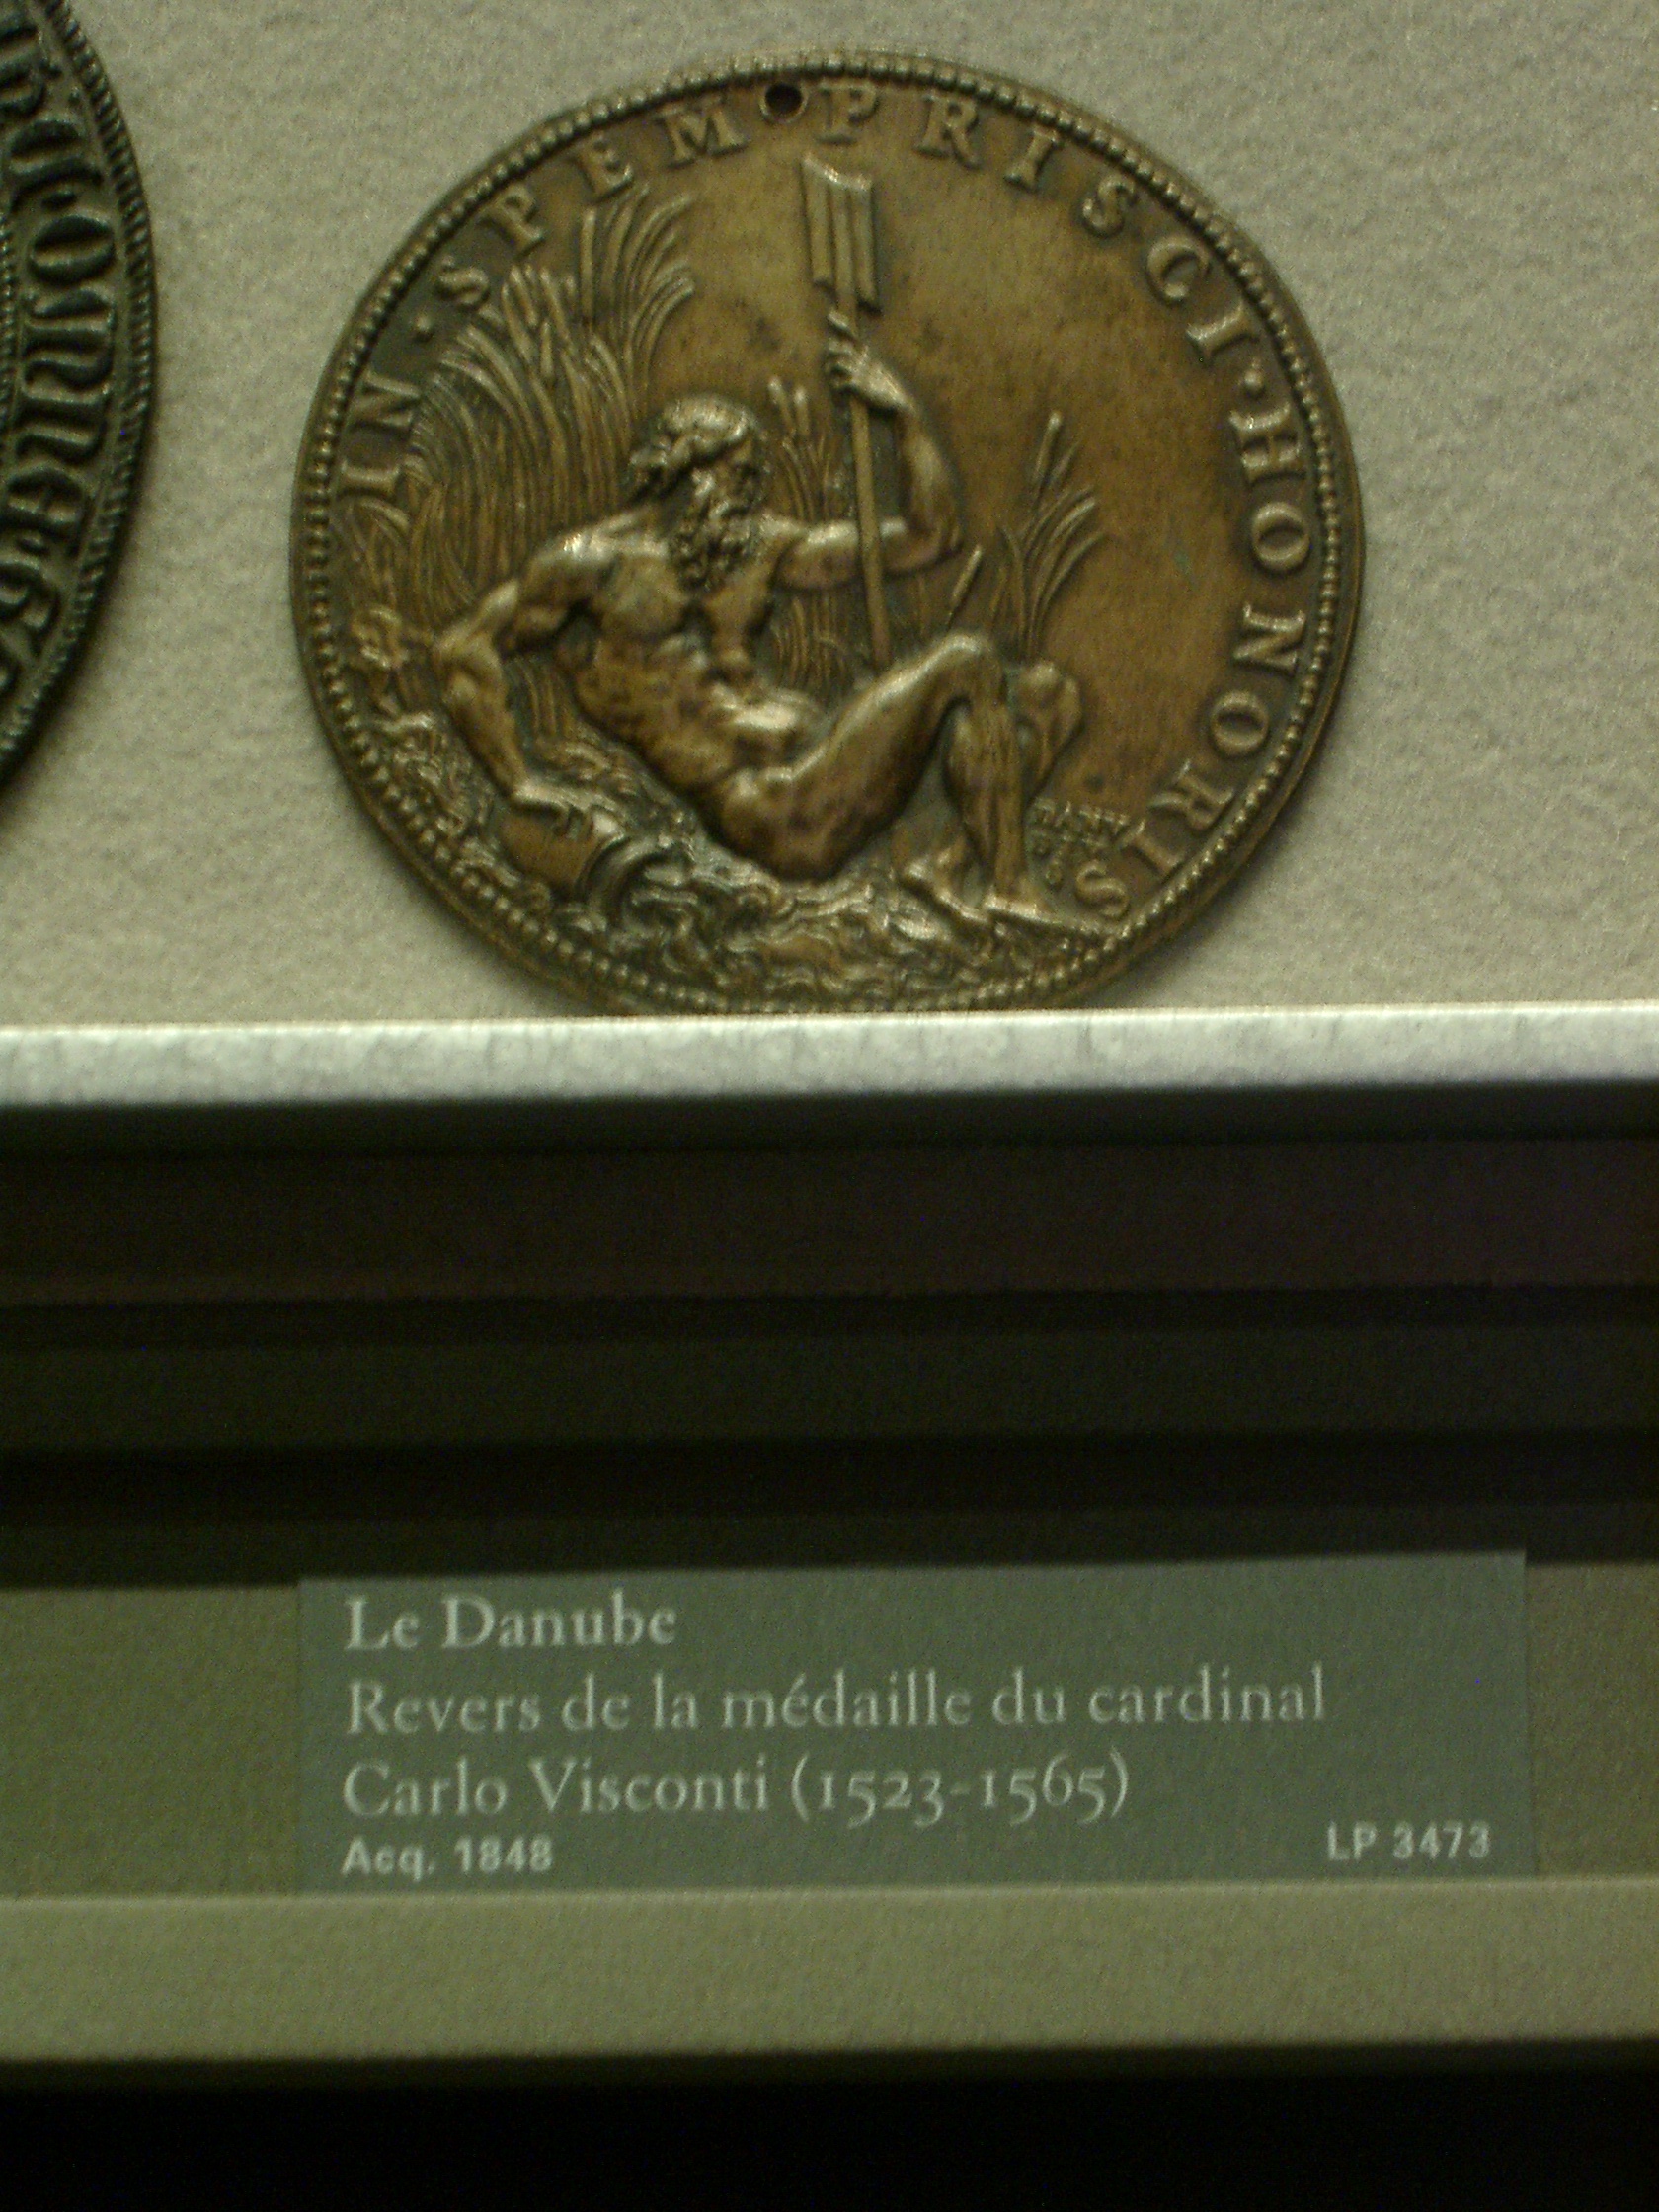 IN · SPEM PRISCI · HONORIS
Le Danube
Revers de la médaille du cardinal
Carlo Visconti (1523-1565)
Acq. 1848
LP 3473